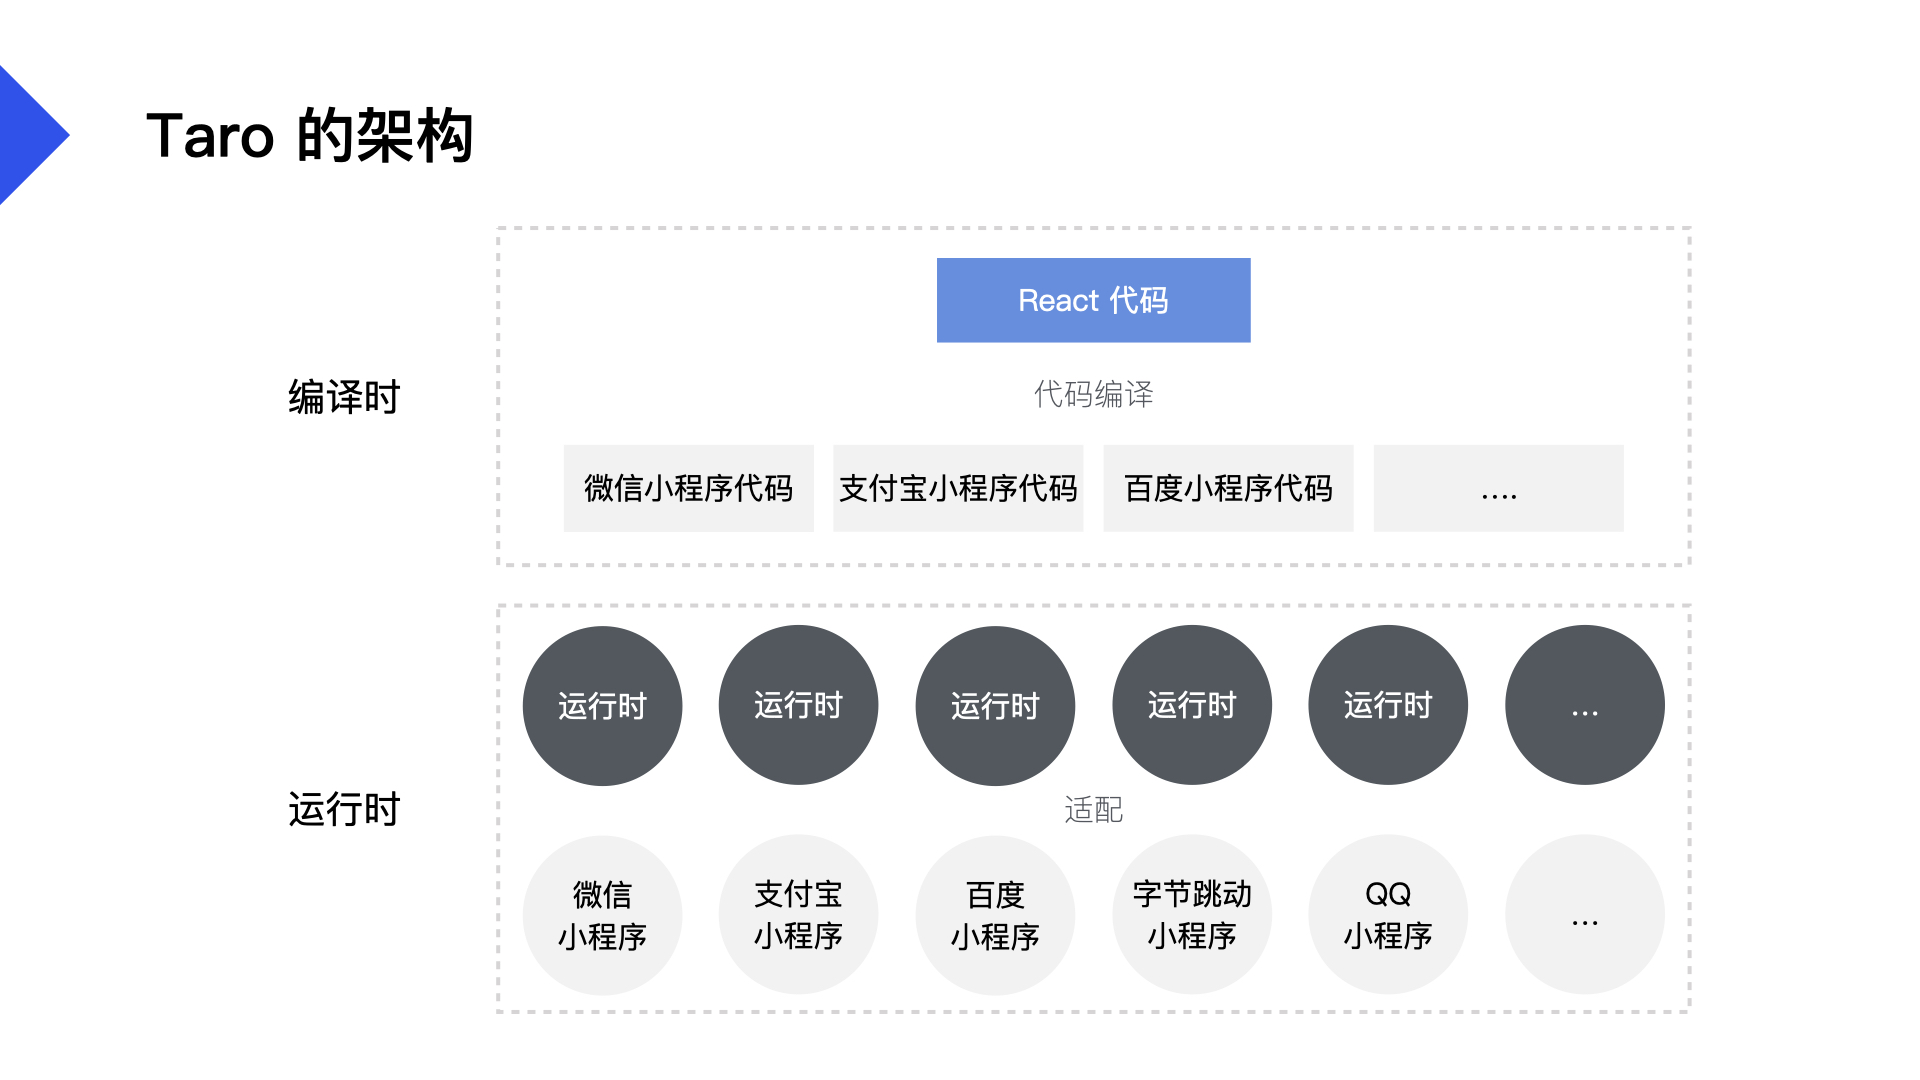 Taro 的架构
编译时
React 代码
代码编译
微信小程序代码
支付宝小程序代码
百度小程序代码
....
运行时
运行时
运行时
运行时
运行时
运行时
...
适配
微信
小程序
支付宝
小程序
百度
小程序
字节跳动
小程序
QQ
小程序
...